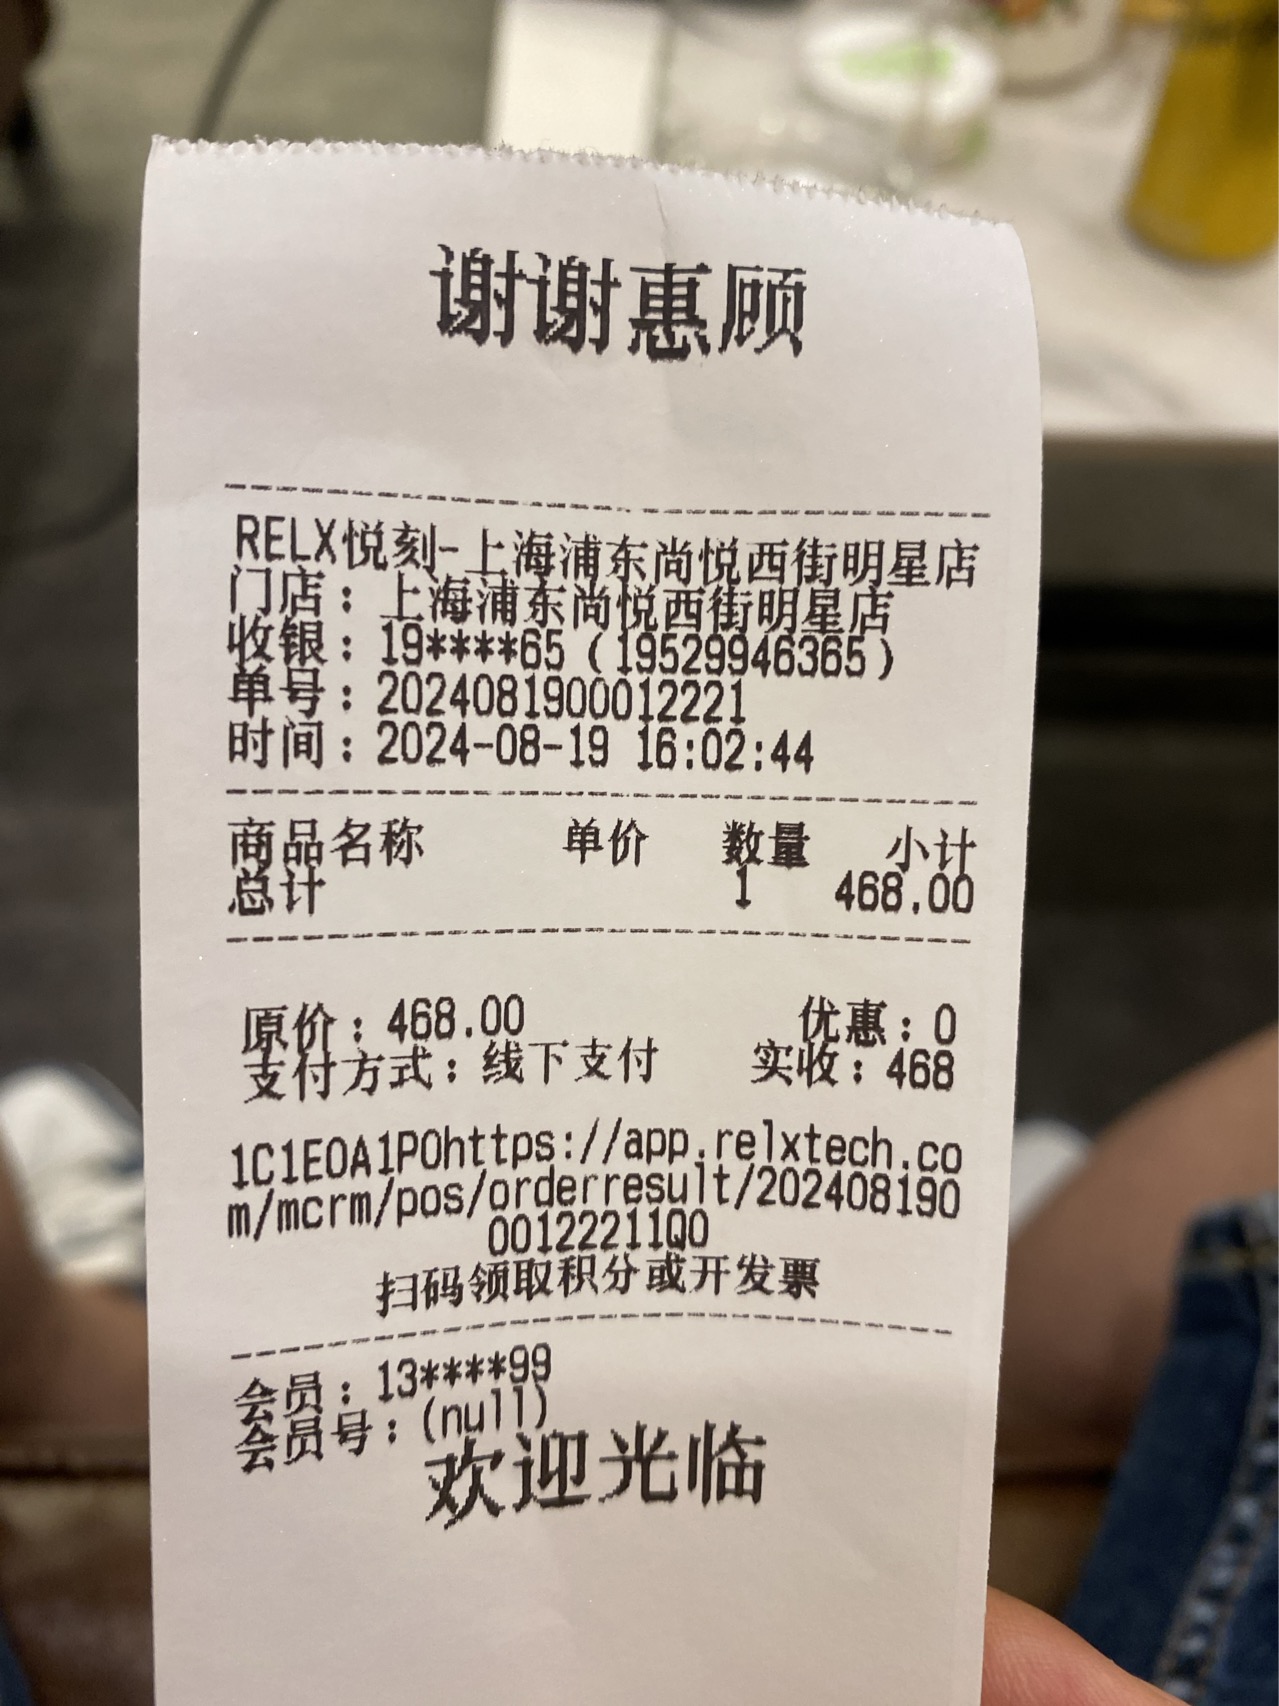 谢谢惠顾
RELX悦刻-上海浦东尚悦西街明星店
门店：上海浦东尚悦西街明星店
收银：19****65（19529946365）
单号：2024081900012221
时间：2024-08-19 16:02:44
商品名称 单价 数量 小计
总计 1 468.00
原价：468.00 优惠：0
支付方式：线下支付 实收：468
1C1E0A1P0https://app.relxtech.co
m/mcrm/pos/orderresult/202408190
00122211Q0
扫码领取积分或开发票
会员：13****99
会员号：(null)
欢迎光临